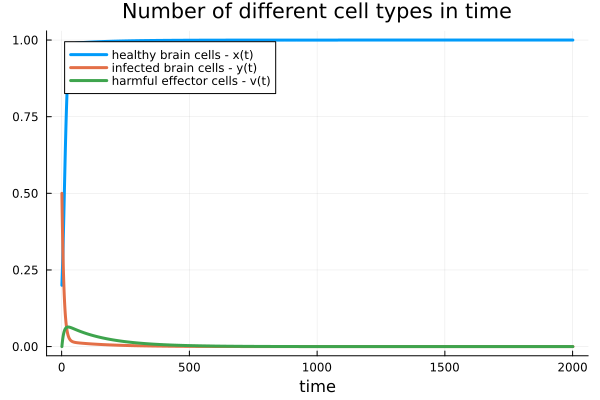 Number of different cell types in time
1.00
healthy brain cells - x(t)
infected brain cells - y(t)
harmful effector cells - v(t)
0.75
0.50
0.25
0.00
0 500 1000 1500 2000
time